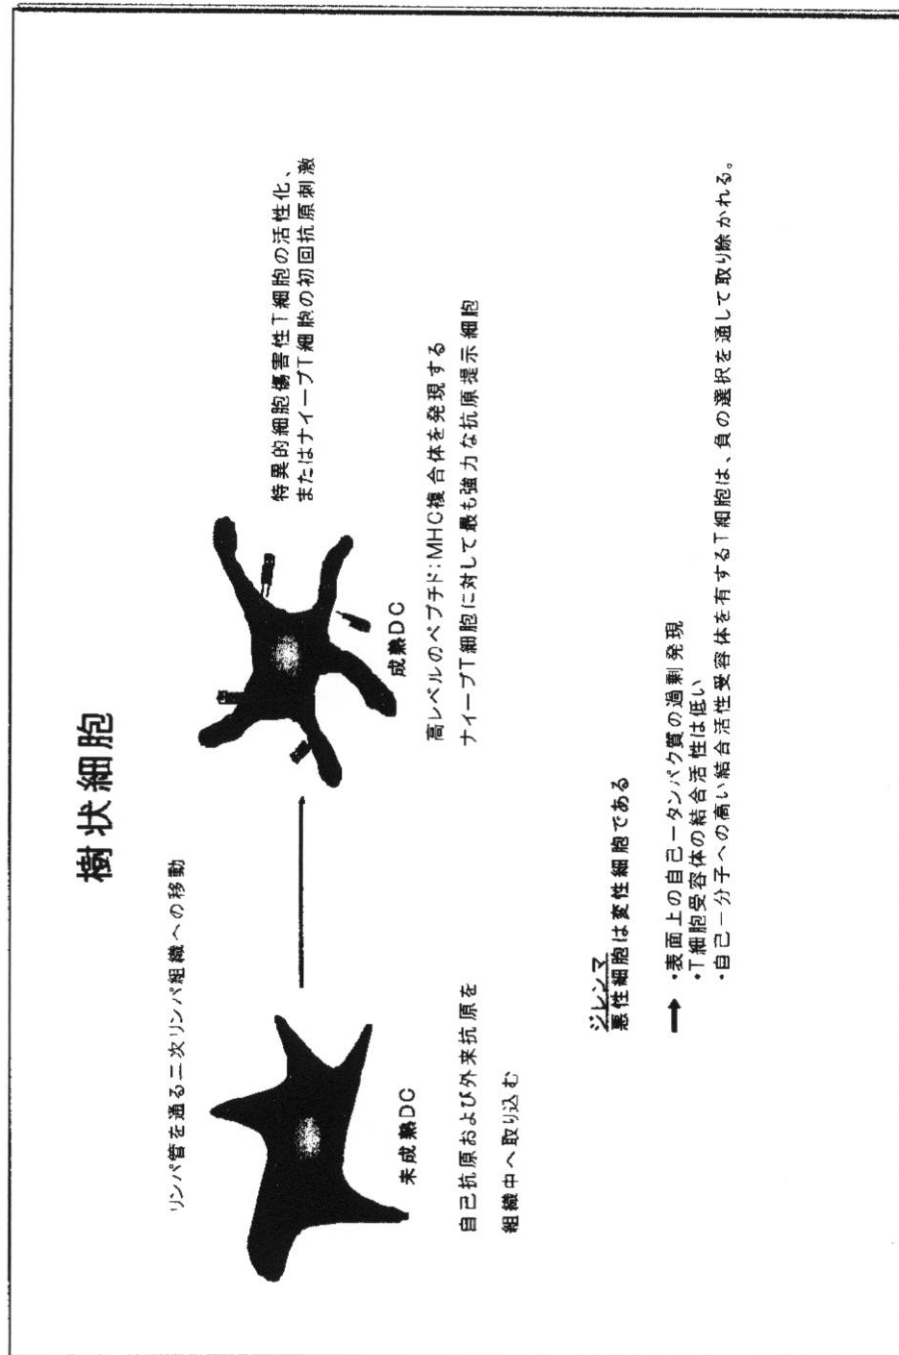 樹状細胞
リンパ管を通る二次リンパ組織への移動
特異的細胞傷害性T細胞の活性化、
またはナイーブT細胞の初回抗原刺激
未成熟DC
成熟DC
自己抗原および外来抗原を
組織中へ取り込む
高レベルのペプチド:MHC複合体を発現する
ナイーブT細胞に対して最も強力な抗原提示細胞
ジレンマ
悪性細胞は変性細胞である
➡ ・表面上の自己ータンパク質の過剰発現
・T細胞受容体の結合活性は低い
・自己ー分子への高い結合活性受容体を有するT細胞は、負の選択を通して取り除かれる。